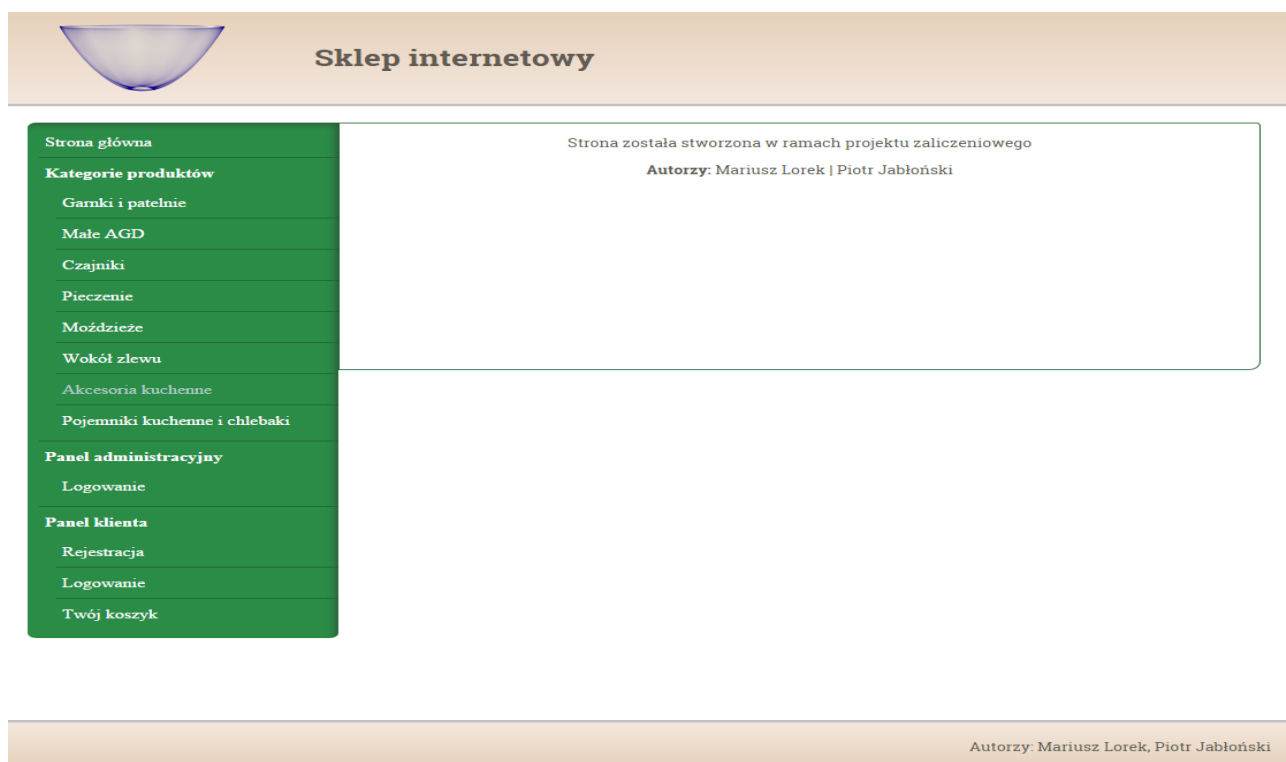 Sklep internetowy
Strona główna
Kategorie produktów
Garnki i patelnie
Małe AGD
Czajniki
Pieczenie
Moździeże
Wokół zlewu
Akcesoria kuchenne
Pojemniki kuchenne i chlebaki
Panel administracyjny
Logowanie
Panel klienta
Rejestracja
Logowanie
Twój koszyk
Strona została stworzona w ramach projektu zaliczeniowego
Autorzy: Mariusz Lorek | Piotr Jabłoński
Autorzy: Mariusz Lorek, Piotr Jabłoński